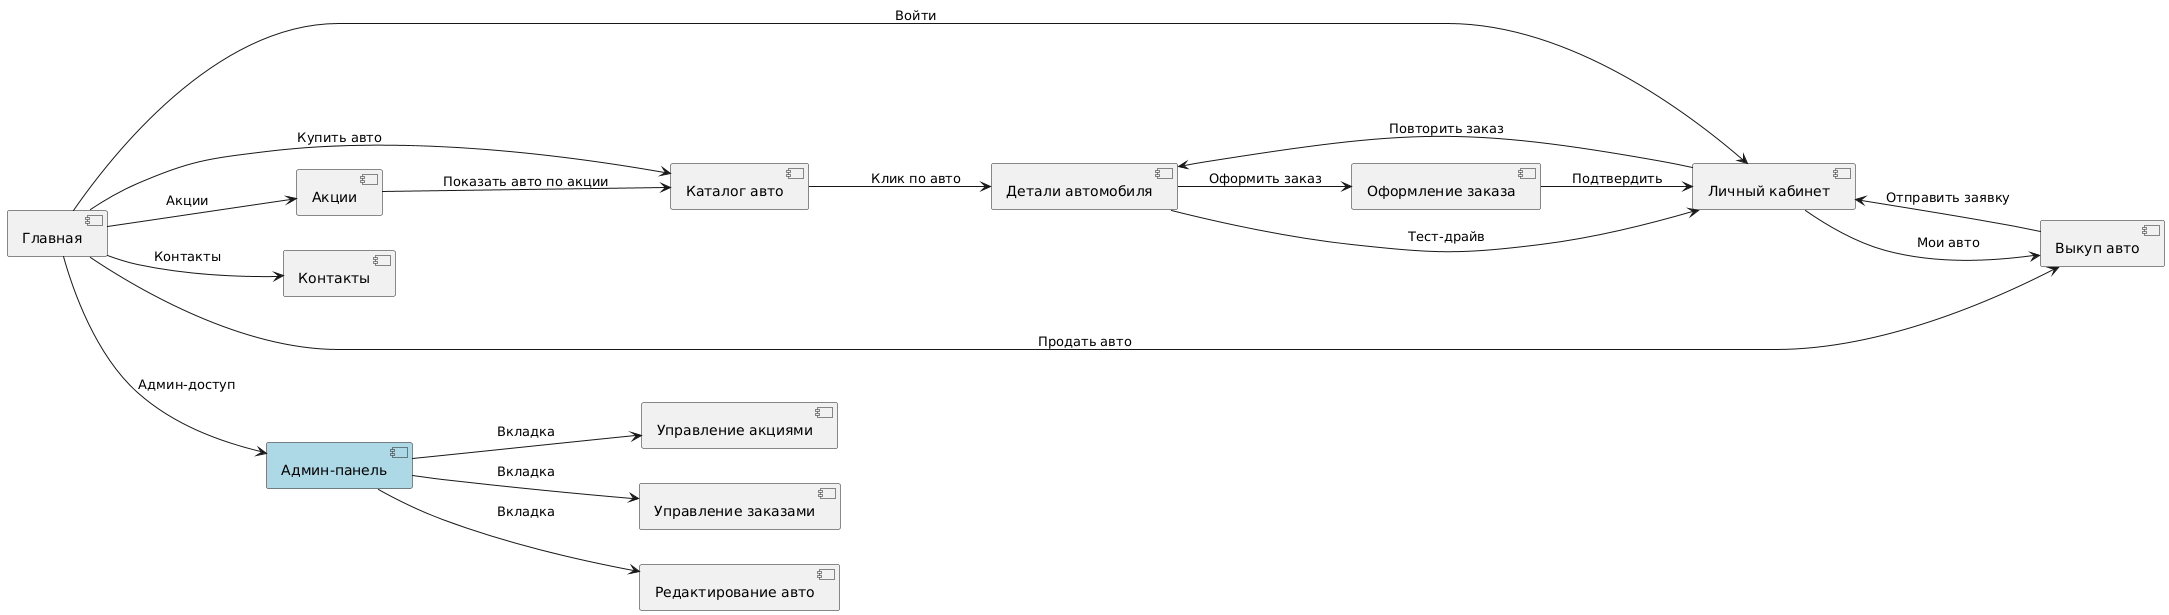 Войти
Купить авто
Акции
Контакты
Продать авто
Админ-доступ
Главная
Акции
Показать авто по акции
Контакты
Каталог авто
Клик по авто
Детали автомобиля
Повторить заказ
Оформить заказ
Тест-драйв
Оформление заказа
Подтвердить
Личный кабинет
Отправить заявку
Мои авто
Выкуп авто
Админ-панель
Вкладка
Управление акциями
Вкладка
Управление заказами
Вкладка
Редактирование авто